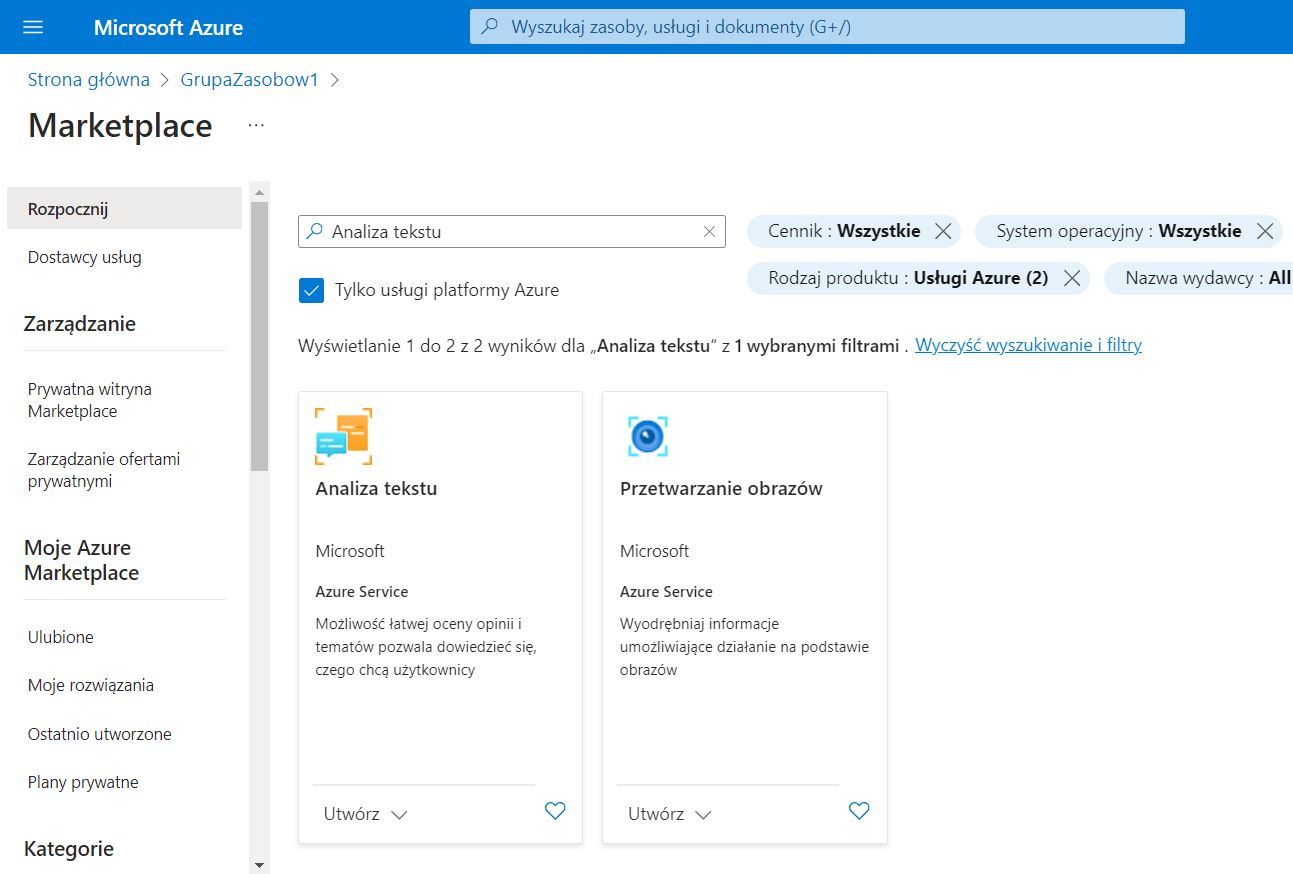 Microsoft Azure
Wyszukaj zasoby, usługi i dokumenty (G+/)
Strona główna > GrupaZasobow1 >
Marketplace ...
Rozpocznij
Dostawcy usług
Zarządzanie
Prywatna witryna
Marketplace
Zarządzanie ofertami
prywatnymi
Moje Azure
Marketplace
Ulubione
Moje rozwiązania
Ostatnio utworzone
Plany prywatne
Kategorie
Analiza tekstu
Cennik : Wszystkie
System operacyjny : Wszystkie
Tylko usługi platformy Azure
Rodzaj produktu : Usługi Azure (2)
Nazwa wydawcy : All
Wyświetlanie 1 do 2 z 2 wyników dla „Analiza tekstu” z 1 wybranymi filtrami . Wyczyść wyszukiwanie i filtry
Analiza tekstu
Microsoft
Azure Service
Możliwość łatwej oceny opinii i
tematów pozwala dowiedzieć się,
czego chcą użytkownicy
Utwórz
Przetwarzanie obrazów
Microsoft
Azure Service
Wyodrębniaj informacje
umożliwiające działanie na podstawie
obrazów
Utwórz